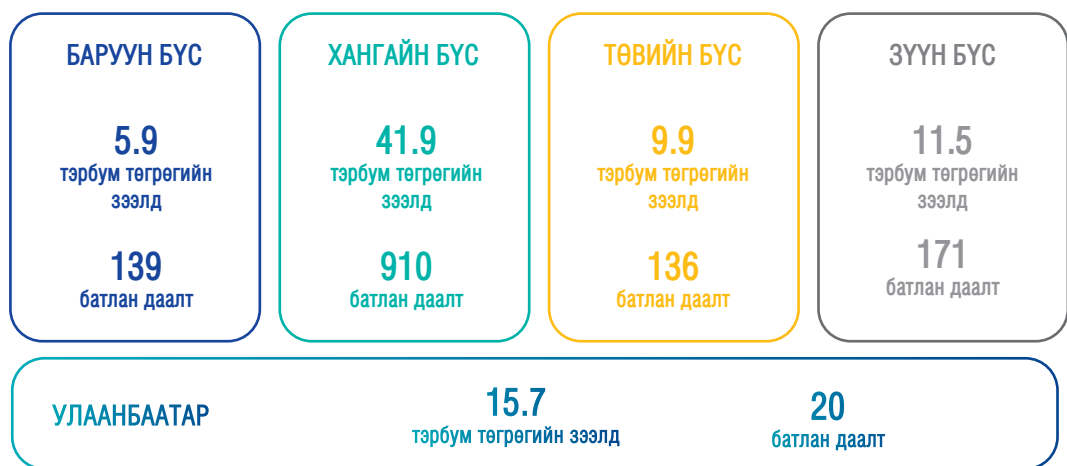 БАРУУН БҮС
5.9
тэрбум төгрөгийн
зээлд
139
батлан даалт
ХАНГАЙН БҮС
41.9
тэрбум төгрөгийн
зээлд
910
батлан даалт
ТӨВИЙН БҮС
9.9
тэрбум төгрөгийн
зээлд
136
батлан даалт
ЗҮҮН БҮС
11.5
тэрбум төгрөгийн
зээлд
171
батлан даалт
УЛААНБААТАР
15.7
тэрбум төгрөгийн зээлд
20
батлан даалт